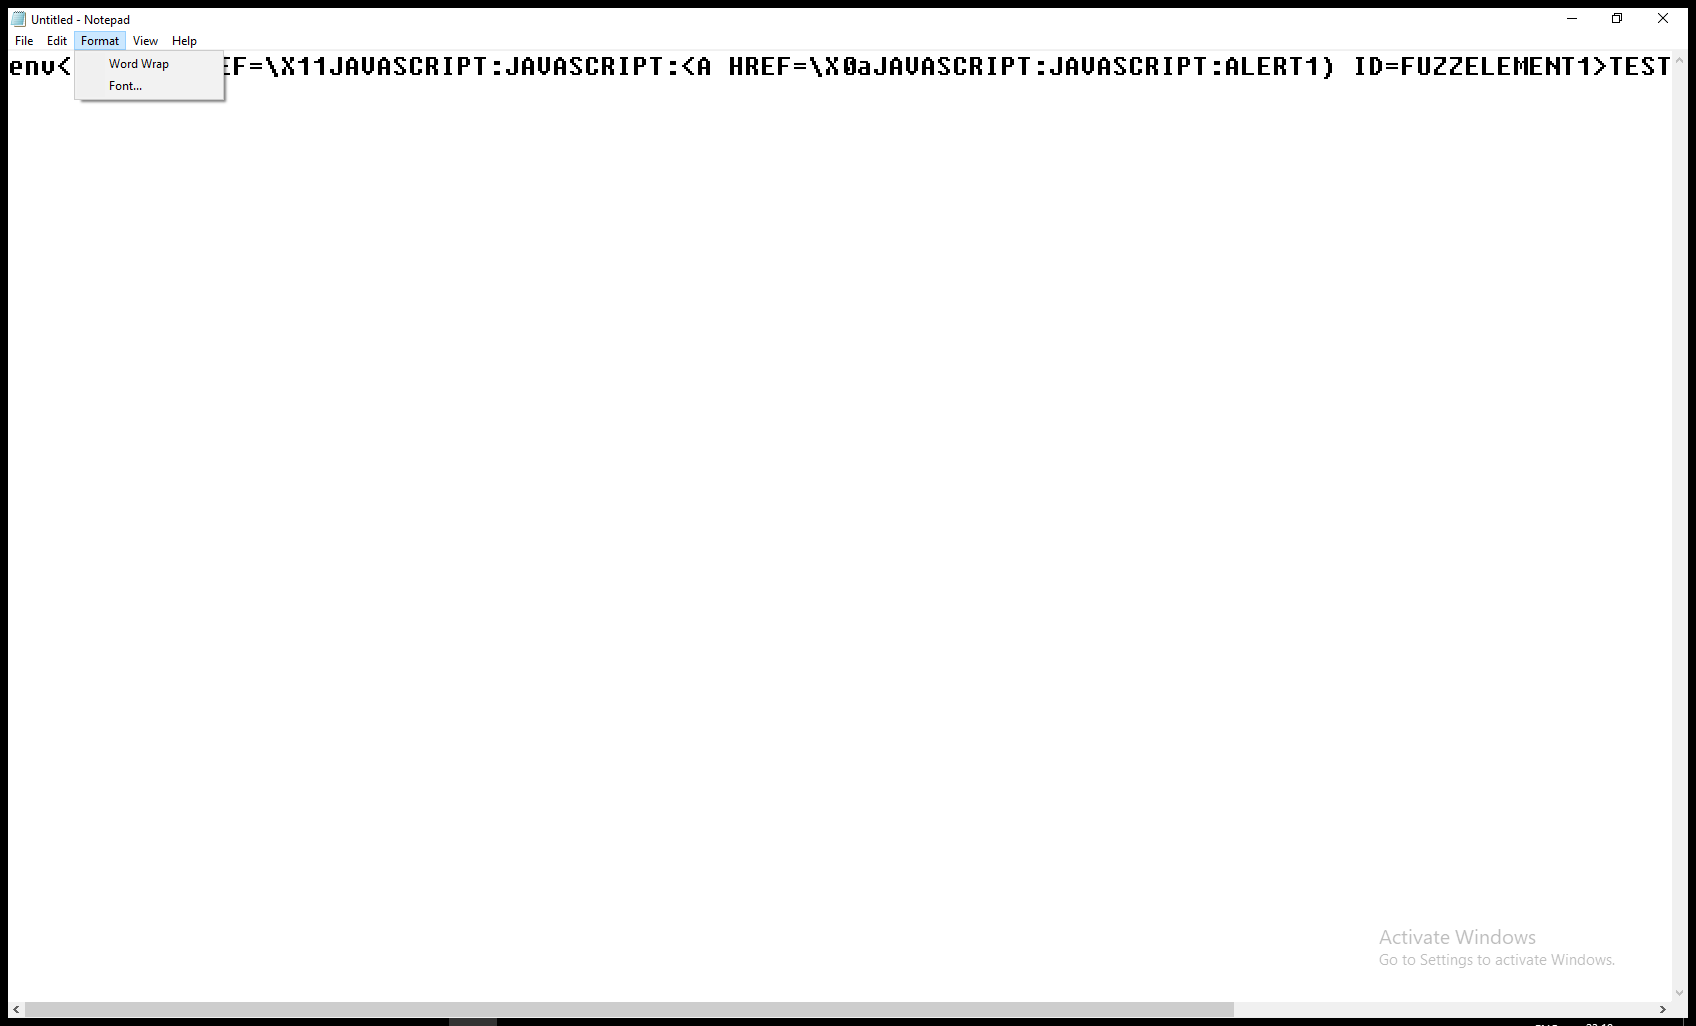 Untitled - Notepad
File Edit Format View Help
Word Wrap
Font...
env< EF=\X11JAVASCRIPT:JAVASCRIPT:<A HREF=\X0aJAVASCRIPT:JAVASCRIPT:ALERT1) ID=FUZZELEMENT1>TEST
Activate Windows
Go to Settings to activate Windows.